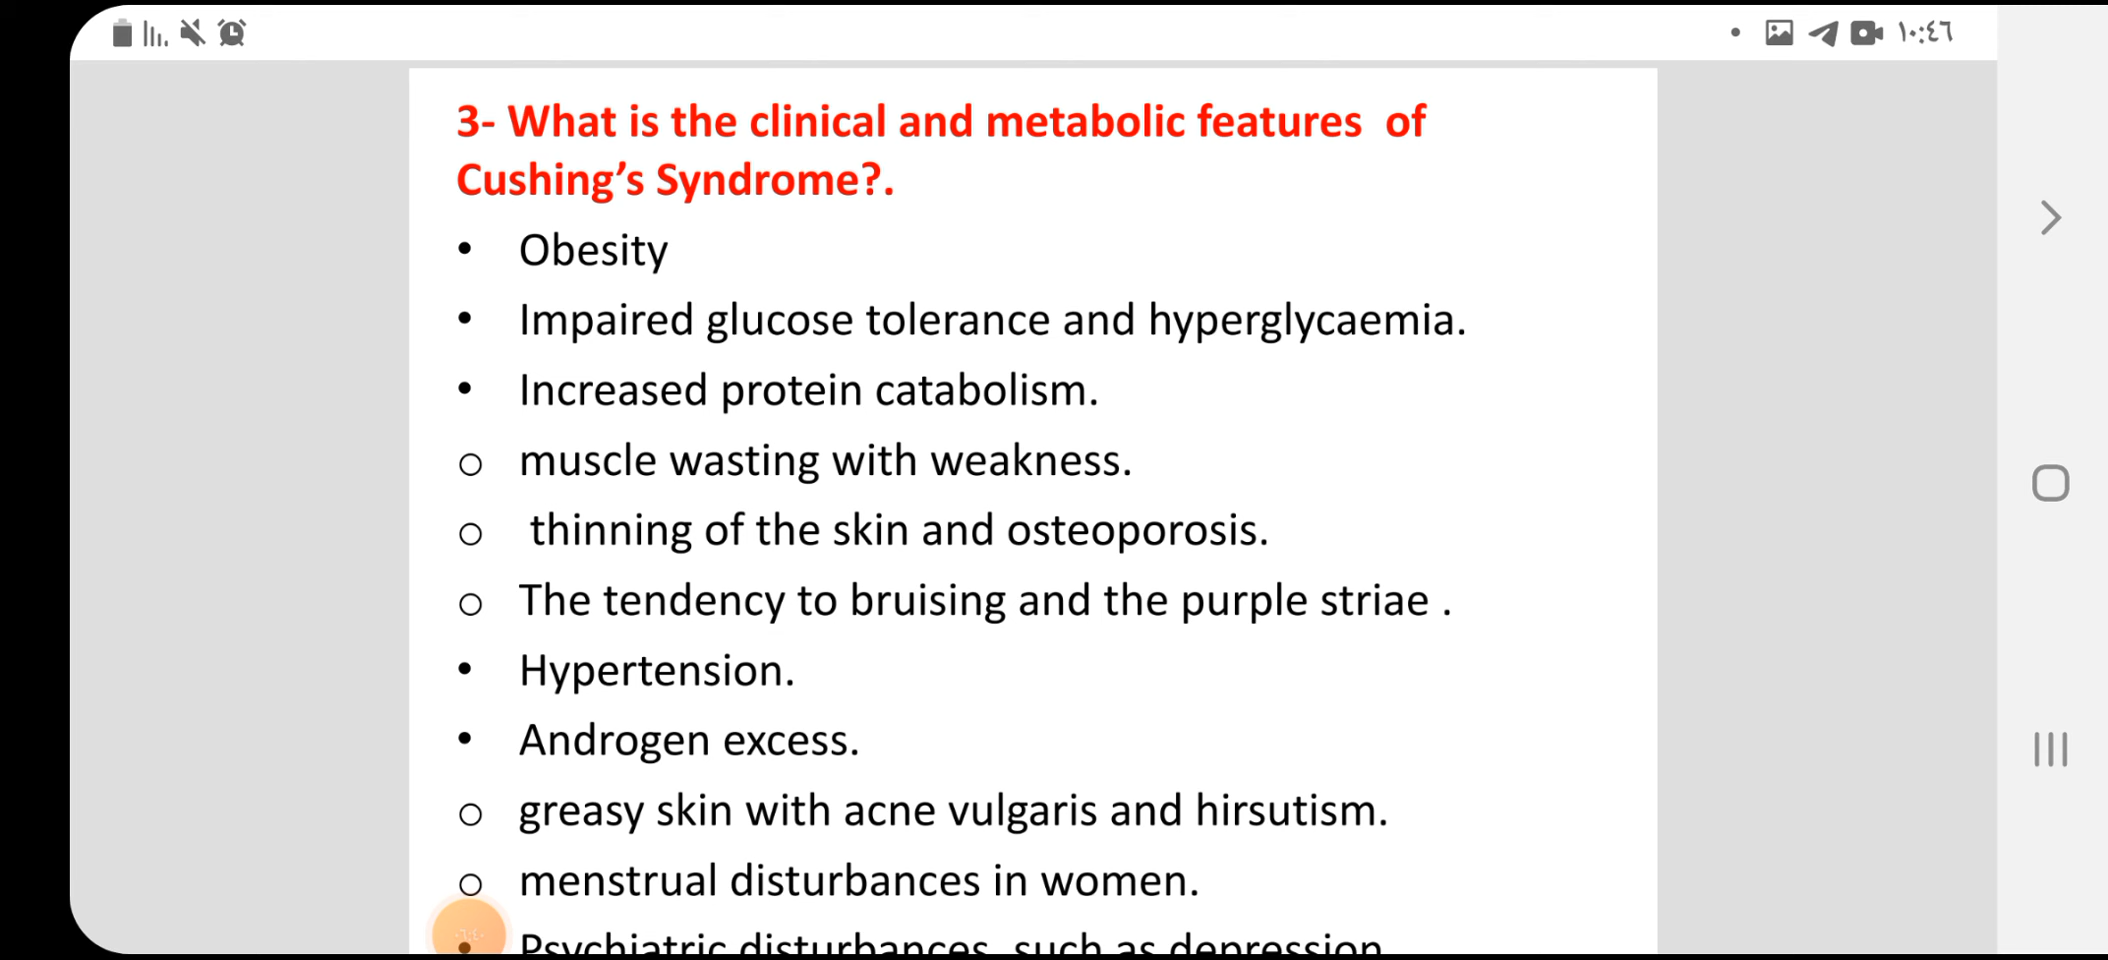 ١٠:٤٦
3- What is the clinical and metabolic features of
Cushing’s Syndrome?.
• Obesity
• Impaired glucose tolerance and hyperglycaemia.
• Increased protein catabolism.
o muscle wasting with weakness.
o thinning of the skin and osteoporosis.
o The tendency to bruising and the purple striae .
• Hypertension.
• Androgen excess.
o greasy skin with acne vulgaris and hirsutism.
o menstrual disturbances in women.
• Psychiatric disturbances, such as depression